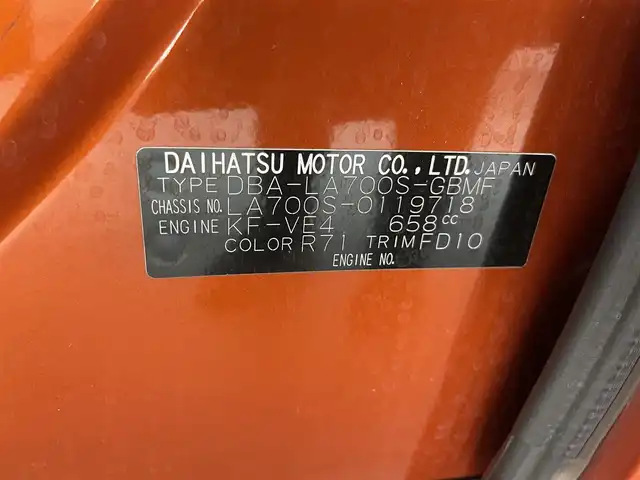 DAIHATSU MOTOR CO., LTD. JAPAN
TYPE DBA-LA700S-GBMF
CHASSIS NO. LA700S-0119718
ENGINE KF-VE4 658cc
COLOR R71 TRIM FD10
ENGINE NO.